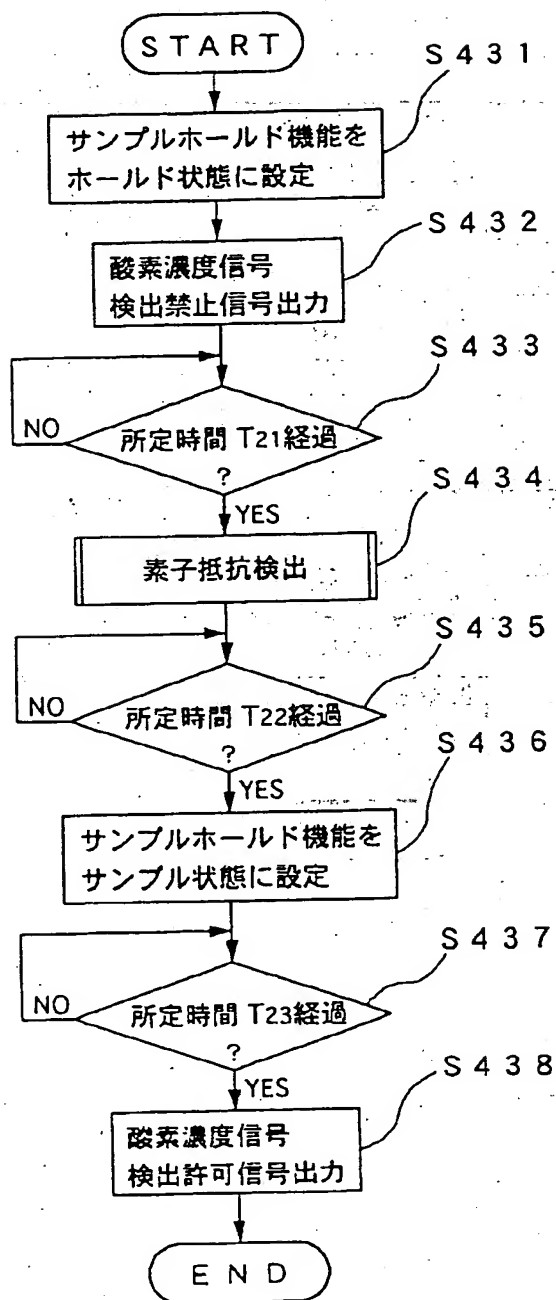 START
S431
サンプルホールド機能を
ホールド状態に設定
S432
酸素濃度信号
検出禁止信号出力
S433
所定時間 T21経過
?
NO
YES
S434
素子抵抗検出
S435
所定時間 T22経過
?
NO
YES
S436
サンプルホールド機能を
サンプル状態に設定
S437
所定時間 T23経過
?
NO
YES
S438
酸素濃度信号
検出許可信号出力
END